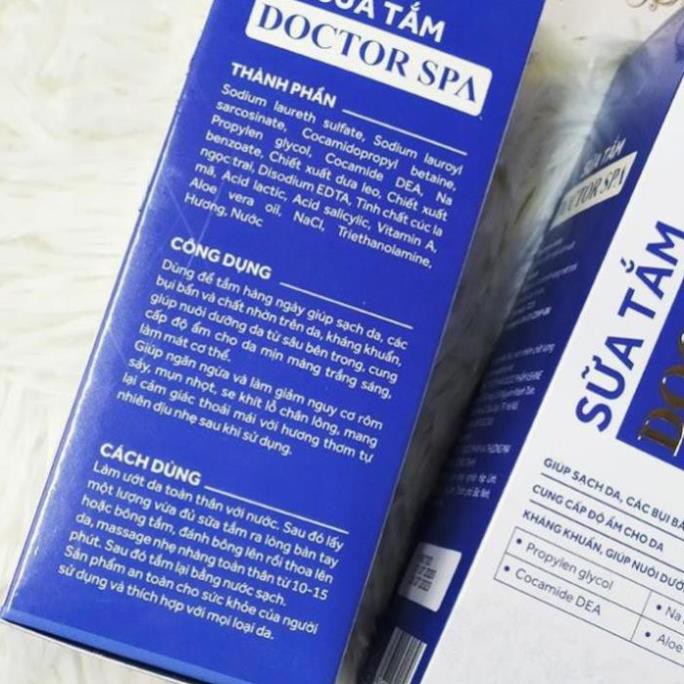 SỮA TẮM
DOCTOR SPA
THÀNH PHẦN
Sodium laureth sulfate, Sodium lauroyl
sarcosinate, Cocamidopropyl betaine,
Propylen glycol, Cocamide DEA, Na
benzoate, Chiết xuất dưa leo, Chiết xuất
ngọc trai, Disodium EDTA, Tinh chất cúc la
mã, Acid lactic, Acid salicylic, Vitamin A,
Aloe vera oil, NaCl, Triethanolamine,
Hương, Nước
CÔNG DỤNG
Dùng để tắm hàng ngày giúp sạch da, các
bụi bẩn và chất nhờn trên da, kháng khuẩn,
giúp nuôi dưỡng da từ sâu bên trong, cung
cấp độ ẩm cho da mịn màng trắng sáng,
làm mát cơ thể.
Giúp ngăn ngừa và làm giảm nguy cơ rôm
sảy, mụn nhọt, se khít lỗ chân lông, mang
lại cảm giác thoải mái với hương thơm tự
nhiên dịu nhẹ sau khi sử dụng.
CÁCH DÙNG
Làm ướt da toàn thân với nước. Sau đó lấy
một lượng vừa đủ sữa tắm ra lòng bàn tay
hoặc bông tắm, đánh bông lên rồi thoa lên
da, massage nhẹ nhàng toàn thân từ 10-15
phút. Sau đó tắm lại bằng nước sạch.
Sản phẩm an toàn cho sức khỏe của người
sử dụng và thích hợp với mọi loại da.
SỮA TẮM
DOCTOR SPA
SỮA TẮM
GIÚP SẠCH DA, CÁC BỤI
CUNG CẤP ĐỘ ẨM CHO DA
KHÁNG KHUẨN, GIÚP NUÔI
• Propylen glycol
• Cocamide DEA
• Na
• Aloe